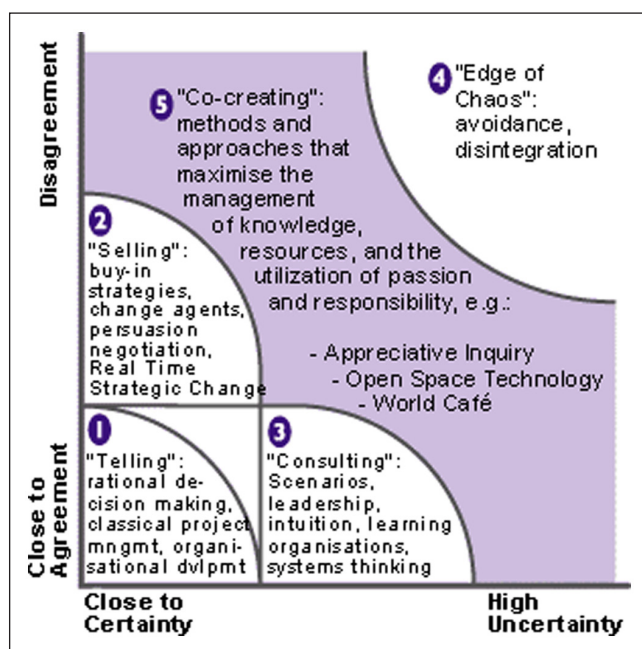 Disagreement
Close to
Agreement
5 "Co-creating":
methods and
approaches that
maximise the
management
of knowledge,
resources, and the
utilization of passion
and responsibility, e.g.:
- Appreciative Inquiry
- Open Space Technology
- World Café
4 "Edge of
Chaos":
avoidance,
disintegration
2
"Selling":
buy-in
strategies,
change agents,
persuasion
negotiation,
Real Time
Strategic Change
1
"Telling":
rational de-
cision making,
classical project
mngmt, organi-
sational dvlpmt
3
"Consulting":
Scenarios,
leadership,
intuition, learning
organisations,
systems thinking
Close to
Certainty
High
Uncertainty